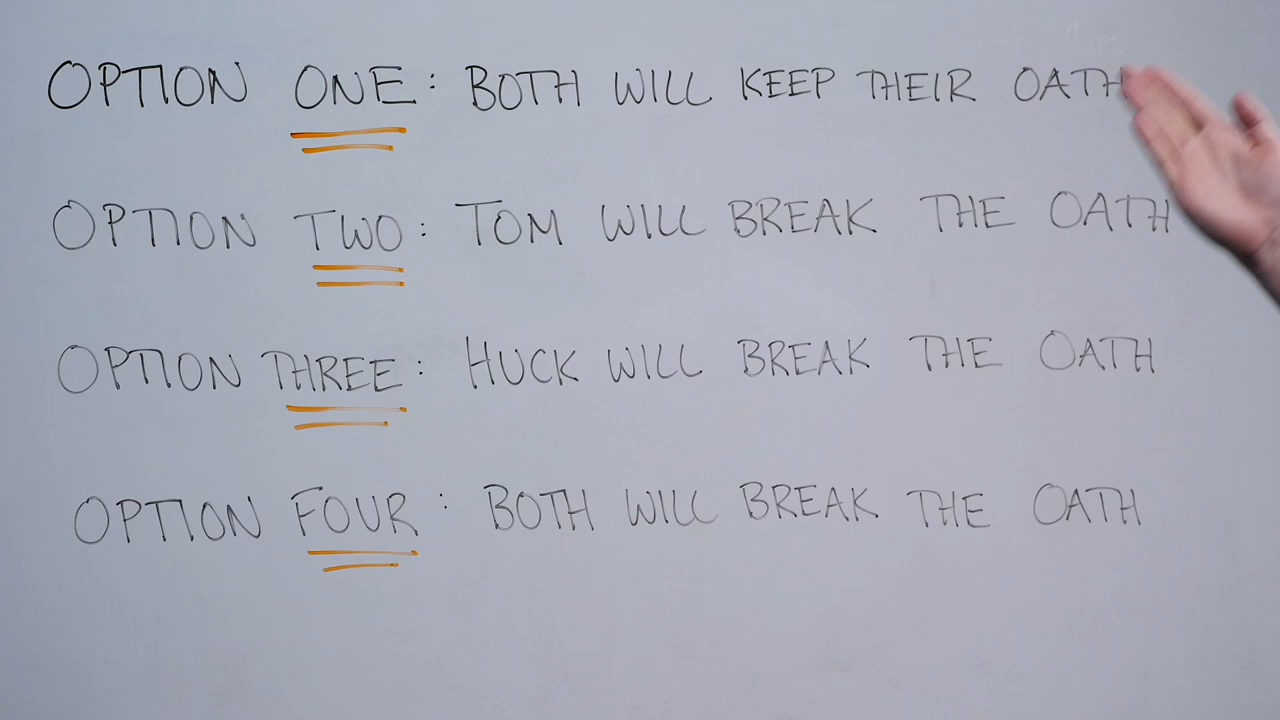 OPTION ONE: BOTH WILL KEEP THEIR OATH
OPTION TWO: TOM WILL BREAK THE OATH
OPTION THREE: HUCK WILL BREAK THE OATH
OPTION FOUR: BOTH WILL BREAK THE OATH